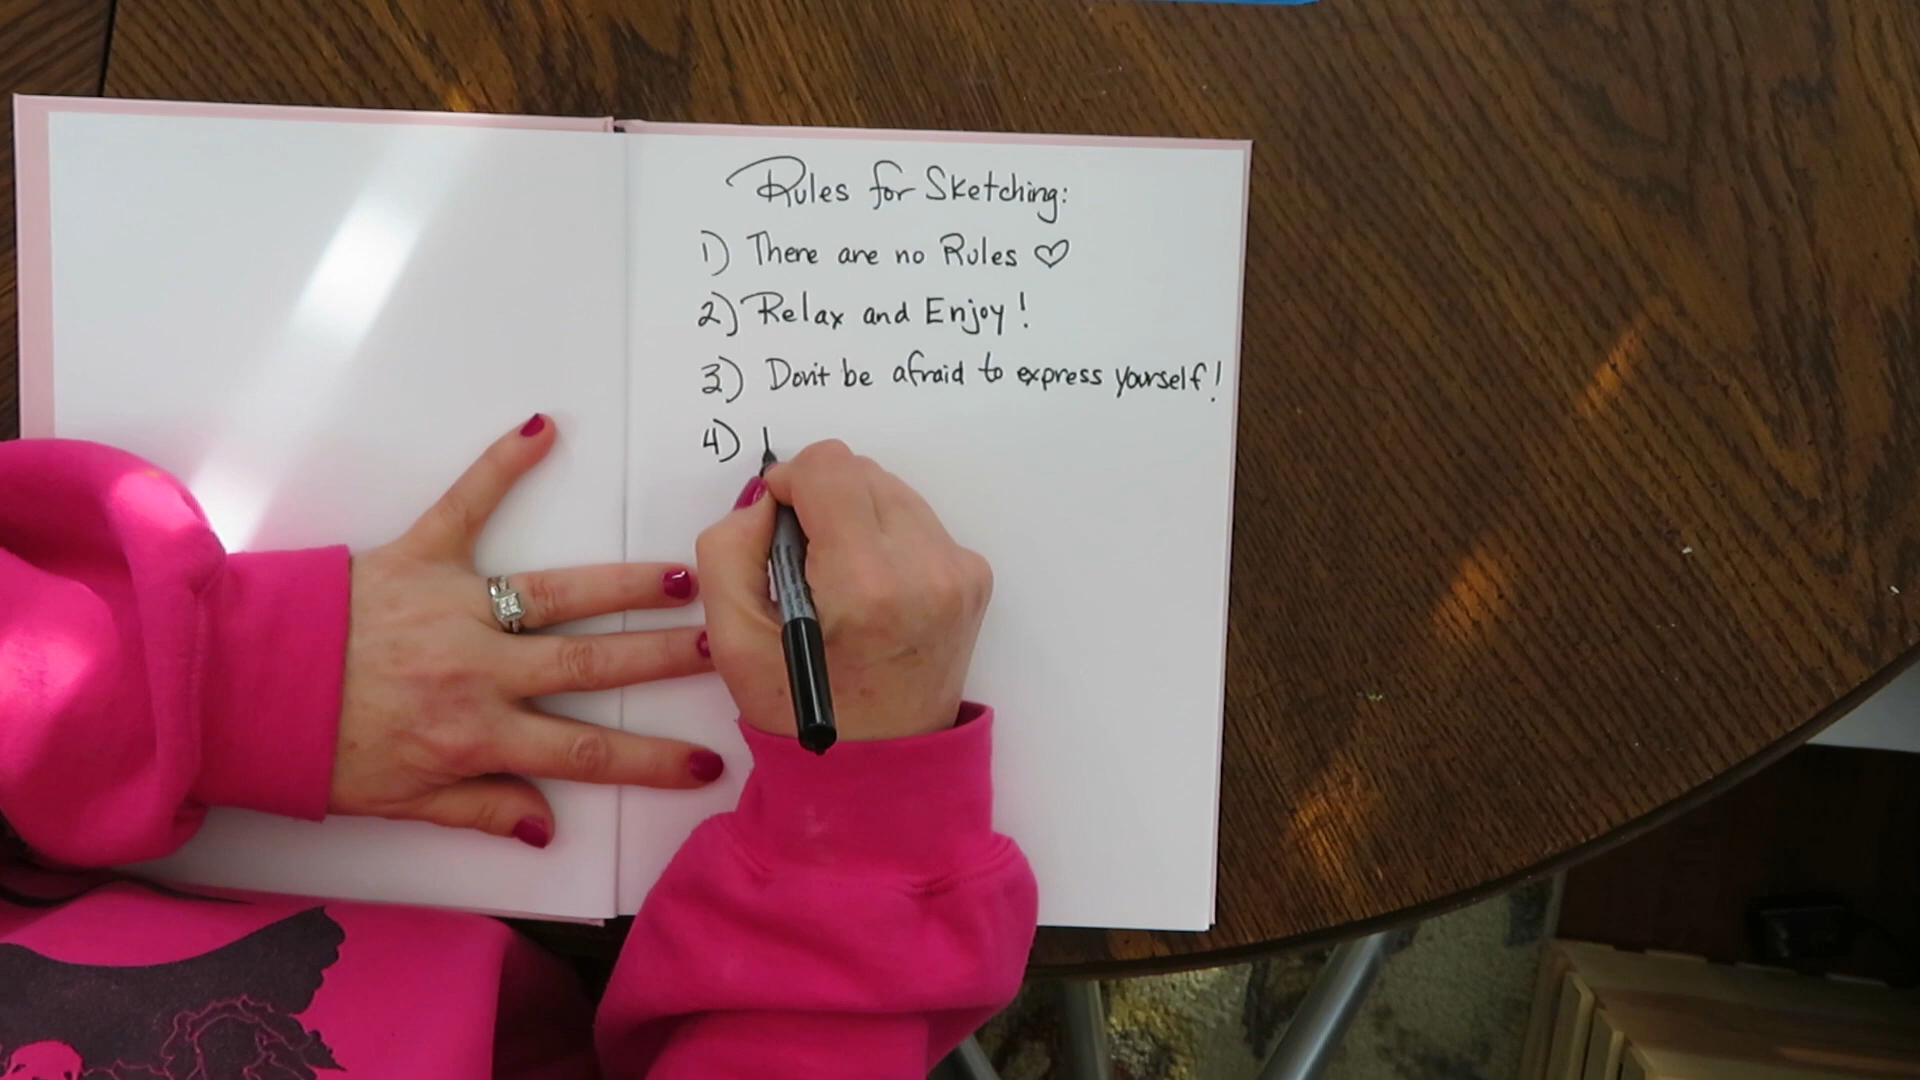 Rules for Sketching:
1) There are no Rules ♡
2) Relax and Enjoy!
3) Don't be afraid to express yourself!
4)